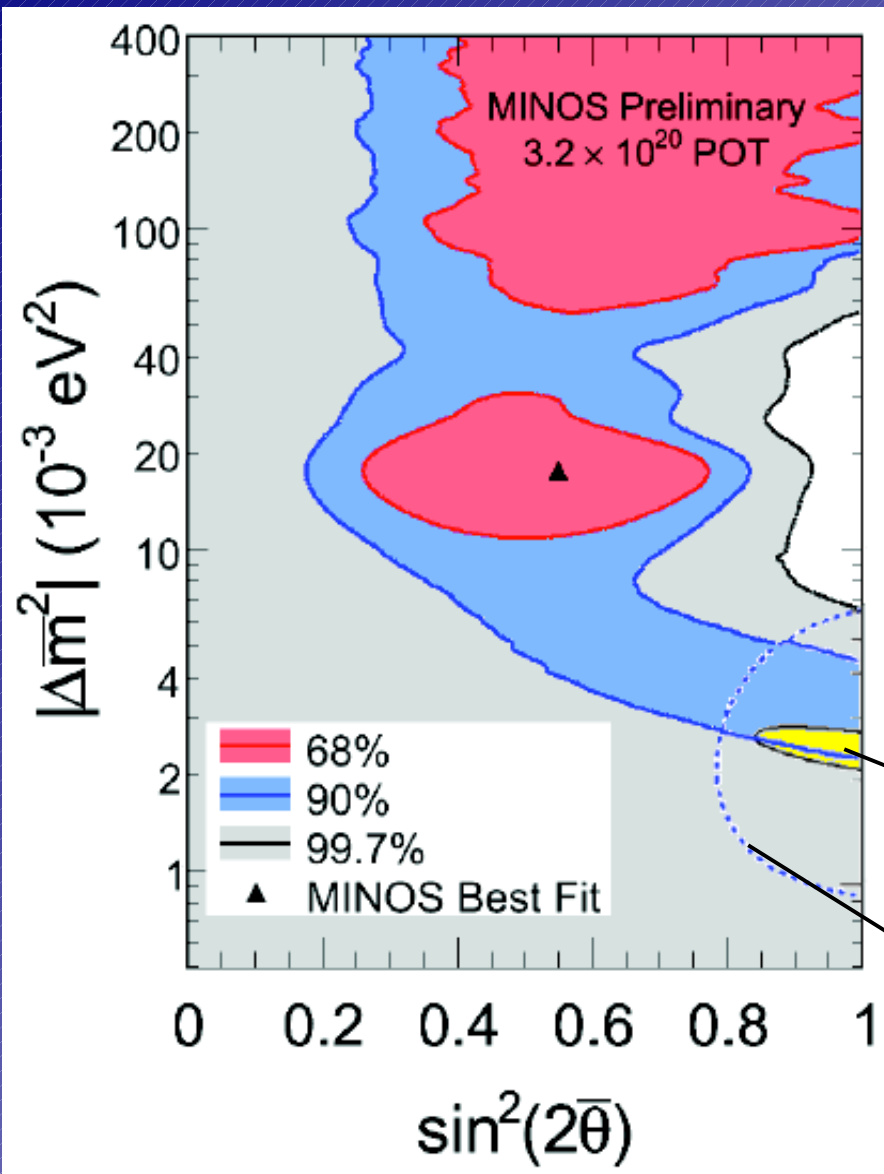 MINOS Preliminary
3.2 × 10²⁰ POT
|Δm̅²| (10⁻³ eV²)
400
200
100
40
20
10
4
2
1
68%
90%
99.7%
▲ MINOS Best Fit
0 0.2 0.4 0.6 0.8 1
sin²(2θ̅)